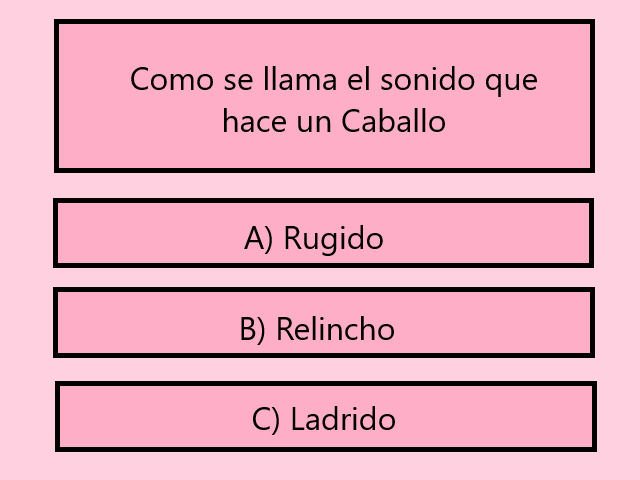 Como se llama el sonido que
hace un Caballo
A) Rugido
B) Relincho
C) Ladrido